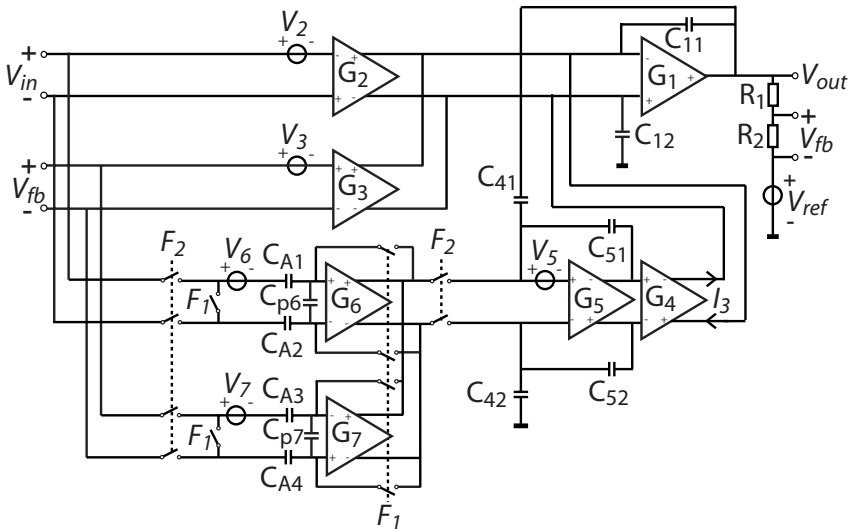 V2
+ -
C11
+
Vin
-
- +
G2
+ -
-
G1
+
Vout
R1
+
Vfb
-
R2
C12
V3
+ -
+
Vfb
-
- +
G3
+ -
C41
+
Vref
-
F2
V6
+ -
CA1
F2
V5
+ -
C51
F1
Cp6
+ +
G6
- -
- +
G5
+ -
- +
G4
+ -
I3
CA2
C42
C52
V7
+ -
CA3
F1
Cp7
- +
G7
+ -
CA4
F1